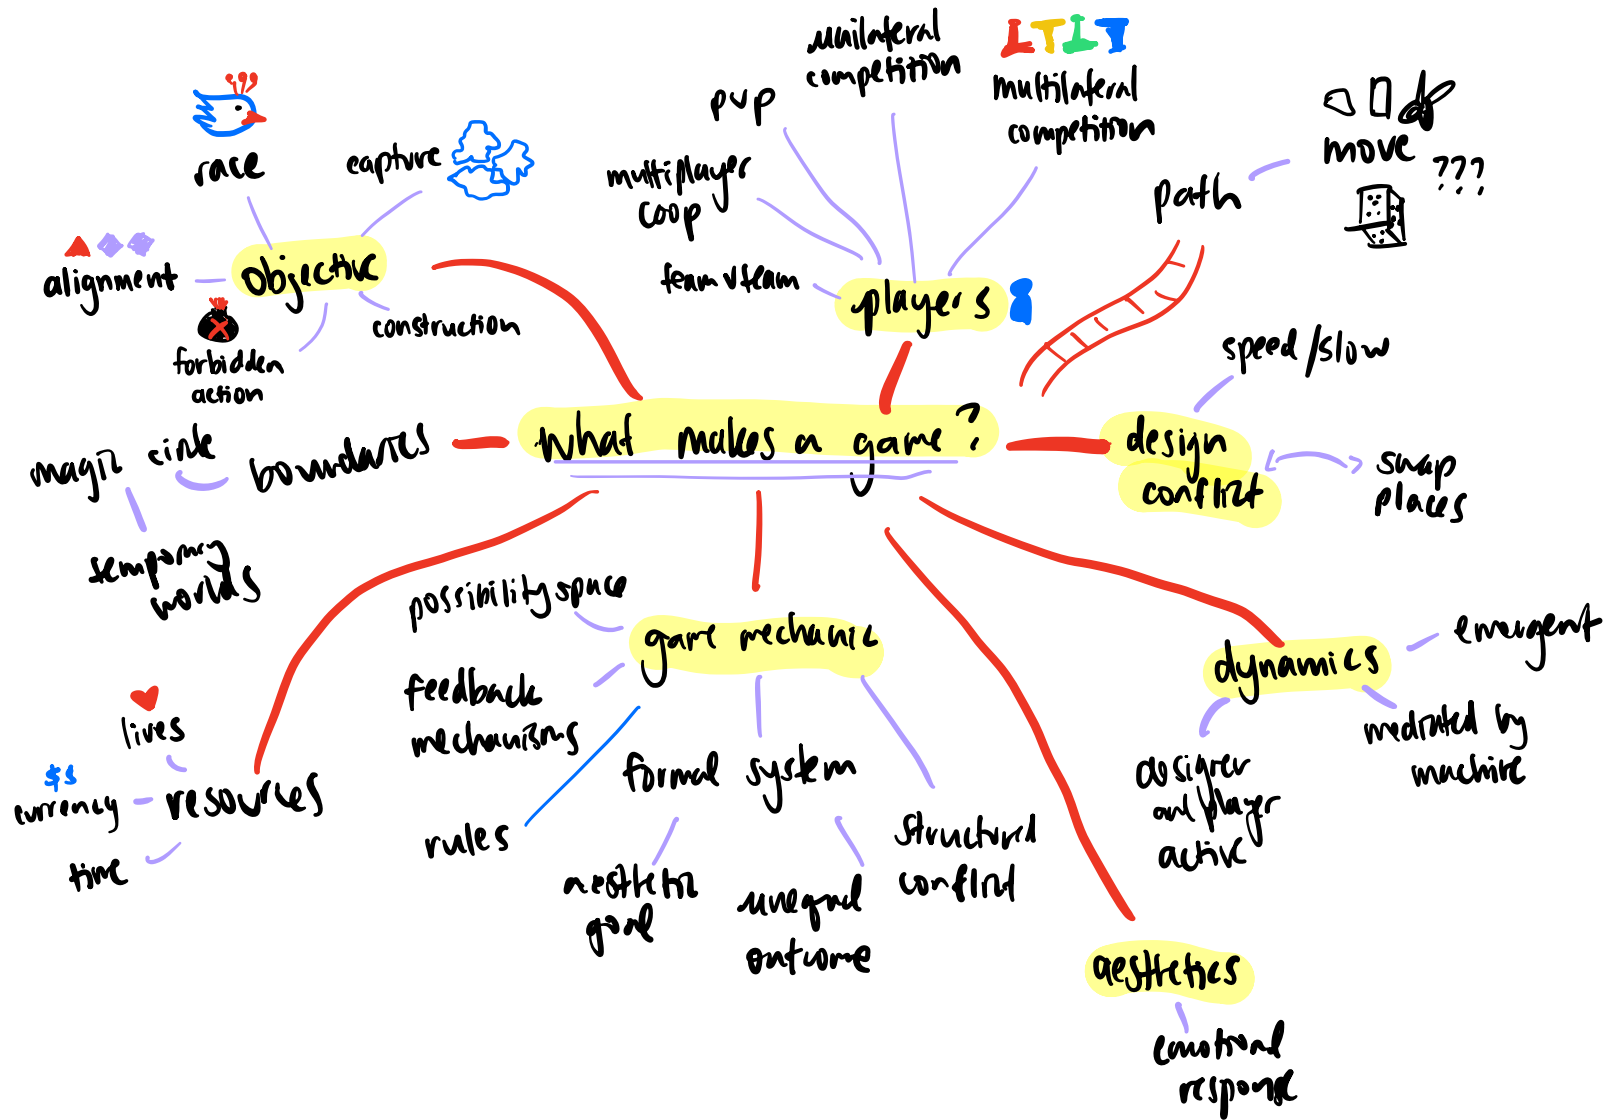 unilateral
competition
multilateral
competition
pvp
multiplayer
coop
team v team
players
race
capture
alignment
objective
construction
forbidden
action
path
move
???
speed/slow
what makes a game?
design
conflict
swap
places
magic circle
boundaries
temporary
worlds
possibility space
game mechanic
feedback
mechanisms
formal system
rules
aesthetic
goal
unequal
outcome
structured
conflict
dynamics
emergent
mediated by
machine
designer
and player
active
lives
$$
currency
resources
time
aesthetics
emotional
response